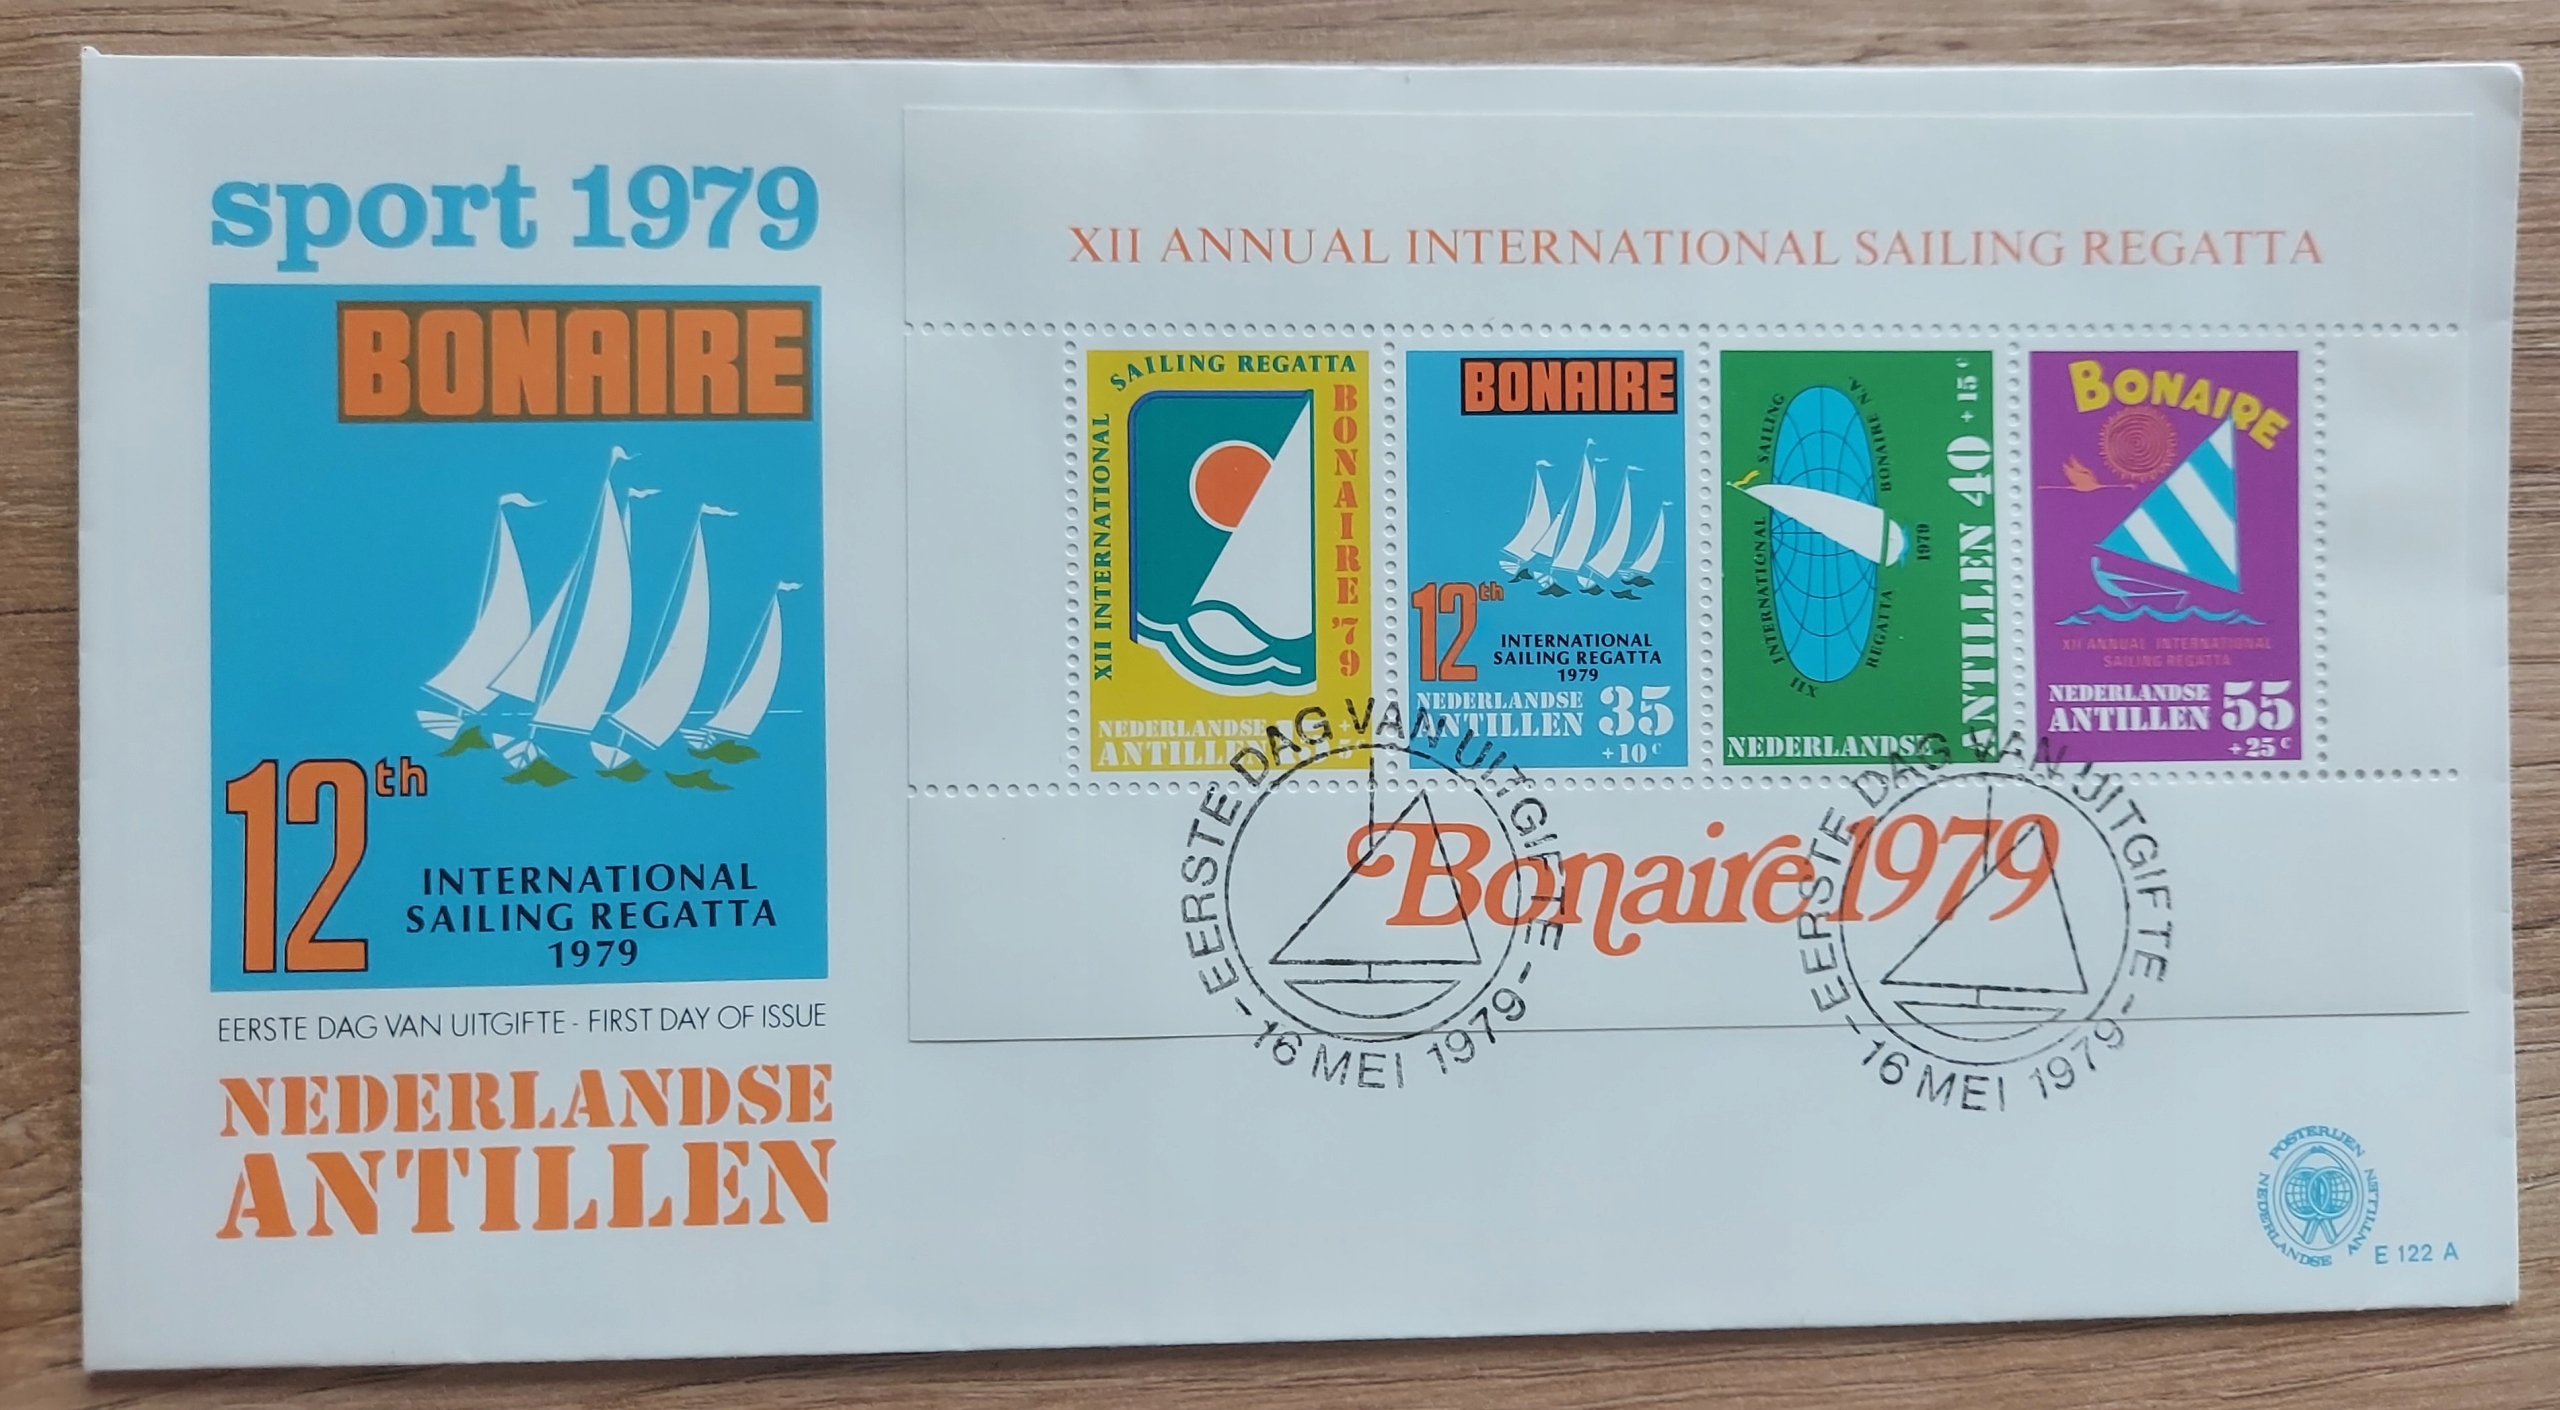 sport 1979
BONAIRE
12th
INTERNATIONAL
SAILING REGATTA
1979
EERSTE DAG VAN UITGIFTE - FIRST DAY OF ISSUE
NEDERLANDSE
ANTILLEN
XII ANNUAL INTERNATIONAL SAILING REGATTA
XII INTERNATIONAL
SAILING REGATTA
BONAIRE '79
NEDERLANDSE
ANTILLEN
BONAIRE
12th
INTERNATIONAL
SAILING REGATTA
1979
NEDERLANDSE
ANTILLEN 35
+10c
XII INTERNATIONAL SAILING
REGATTA BONAIRE N.A.
1979
NEDERLANDSE
ANTILLEN 40 +15c
BONAIRE
XII ANNUAL INTERNATIONAL
SAILING REGATTA
NEDERLANDSE
ANTILLEN 55
+25c
Bonaire 1979
EERSTE DAG VAN UITGIFTE
-16 MEI 1979-
EERSTE DAG VAN UITGIFTE
-16 MEI 1979-
POSTERIJEN
NEDERLANDSE ANTILLEN
E 122 A